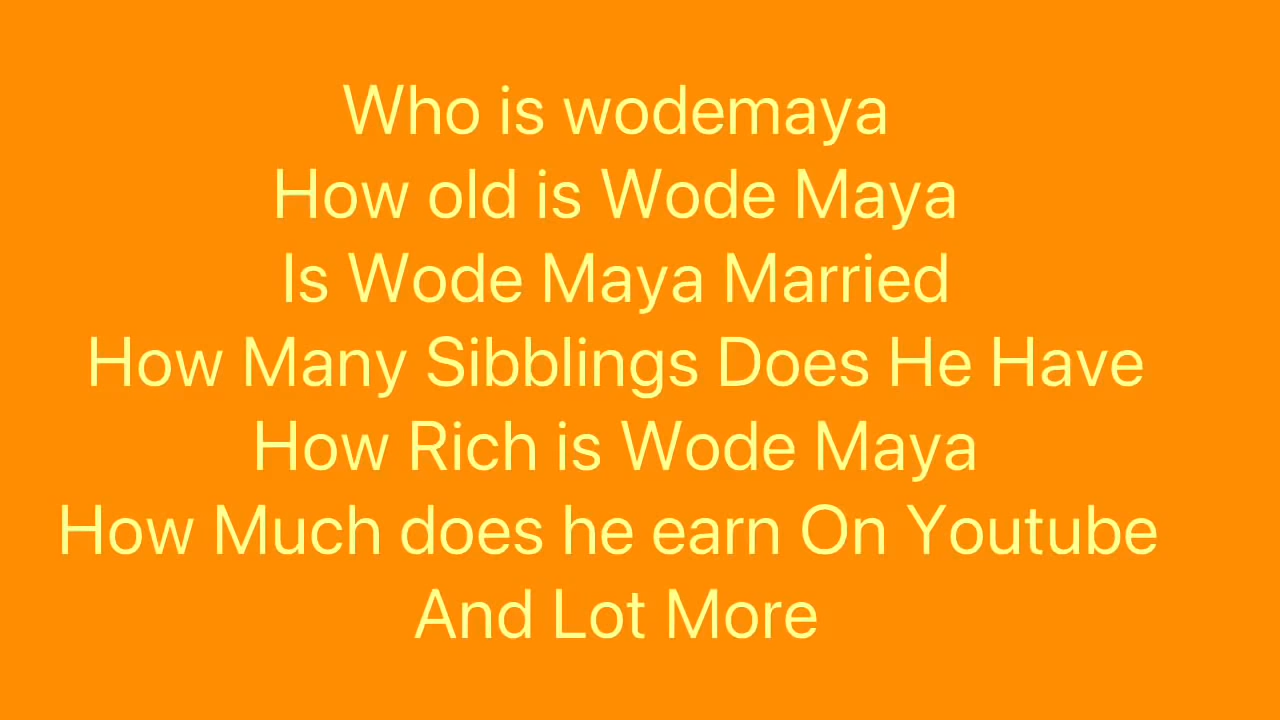 Who is wodemaya
How old is Wode Maya
Is Wode Maya Married
How Many Sibblings Does He Have
How Rich is Wode Maya
How Much does he earn On Youtube
And Lot More